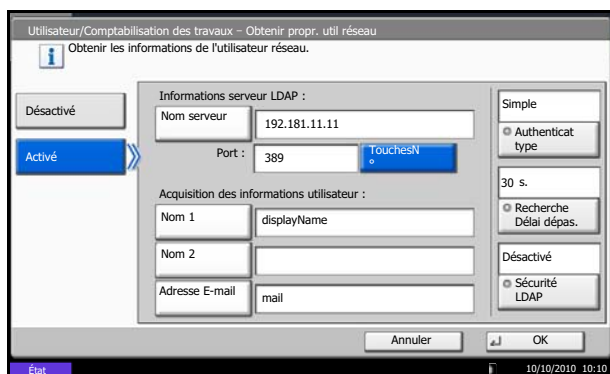 Utilisateur/Comptabilisation des travaux – Obtenir propr. util réseau
Obtenir les informations de l'utilisateur réseau.
Désactivé
Activé
Informations serveur LDAP :
Nom serveur
192.181.11.11
Port :
389
TouchesN
°
Acquisition des informations utilisateur :
Nom 1
displayName
Nom 2
Adresse E-mail
mail
Simple
Authenticat
type
30 s.
Recherche
Délai dépas.
Désactivé
Sécurité
LDAP
Annuler
OK
État
10/10/2010 10:10